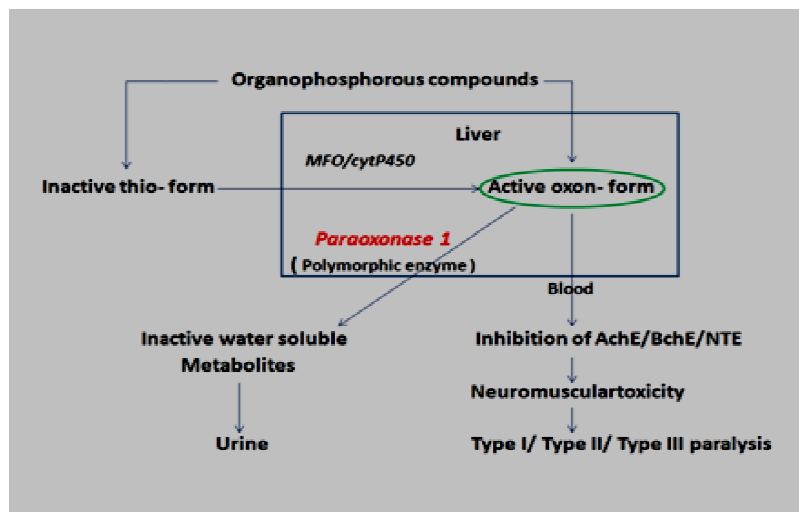 Organophosphorous compounds
Liver
MFO/cytP450
Inactive thio- form
Active oxon- form
Paraoxonase 1
( Polymorphic enzyme )
Blood
Inactive water soluble
Metabolites
Inhibition of AchE/BchE/NTE
Neuromusculartoxicity
Urine
Type I/ Type II/ Type III paralysis